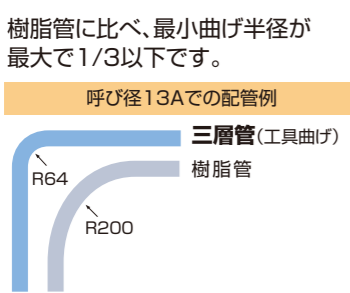 樹脂管に比べ、最小曲げ半径が
最大で1/3以下です。
呼び径13Aでの配管例
三層管(工具曲げ)
樹脂管
R64
R200